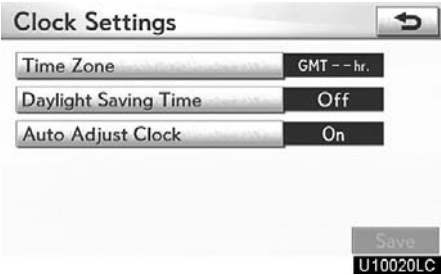 Clock Settings
Time Zone GMT - - hr.
Daylight Saving Time Off
Auto Adjust Clock On
Save
U10020LC